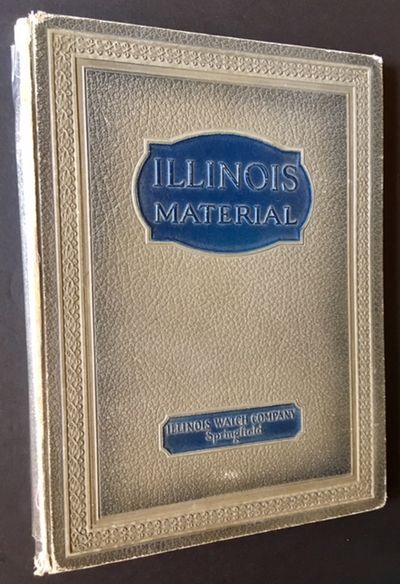 ILLINOIS
MATERIAL
ILLINOIS WATCH COMPANY
Springfield